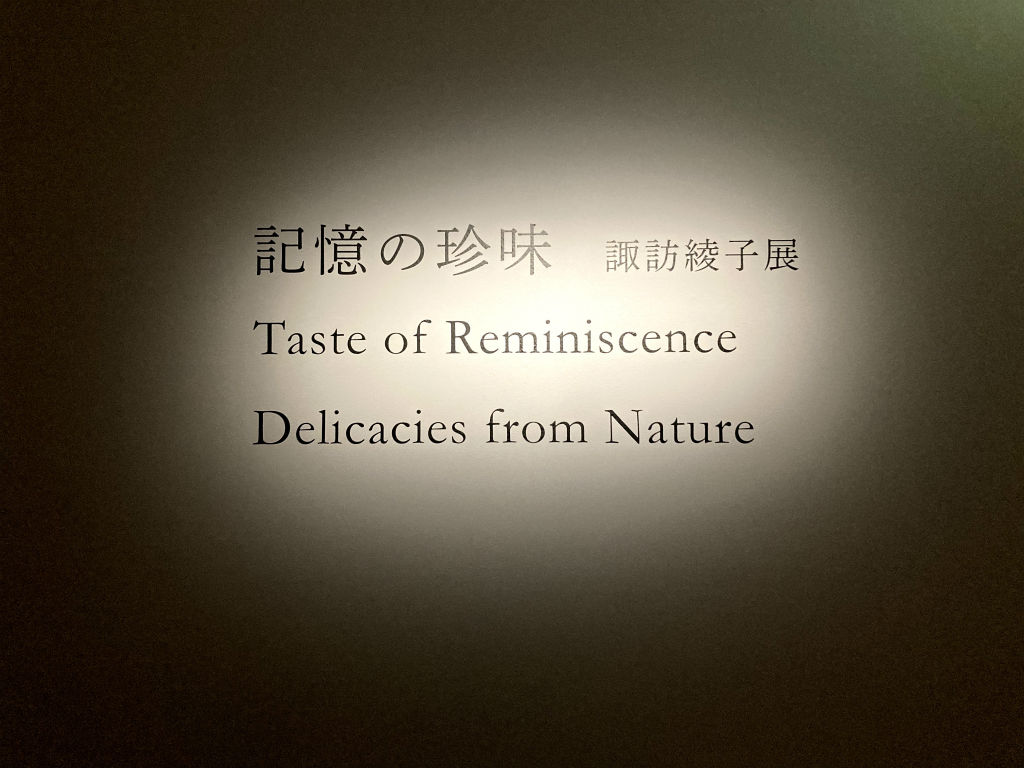 記憶の珍味 諏訪綾子展
Taste of Reminiscence
Delicacies from Nature